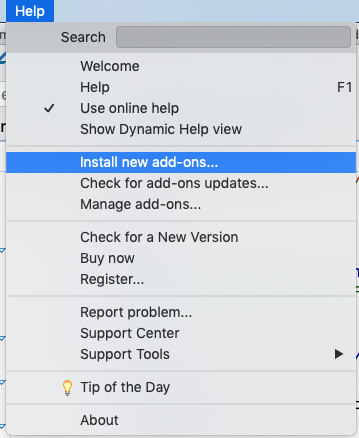 Help
Search
Welcome
Help F1
✓ Use online help
Show Dynamic Help view
Install new add-ons...
Check for add-ons updates...
Manage add-ons...
Check for a New Version
Buy now
Register...
Report problem...
Support Center
Support Tools
Tip of the Day
About